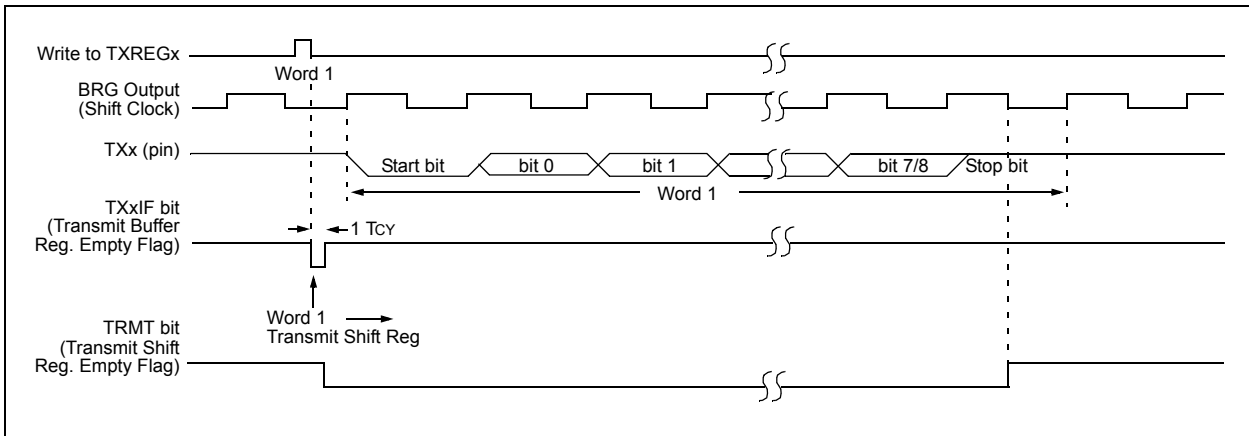 Write to TXREGx
Word 1
BRG Output
(Shift Clock)
TXx (pin)
Start bit
bit 0
bit 1
bit 7/8
Stop bit
Word 1
TXxIF bit
(Transmit Buffer
Reg. Empty Flag)
1 TCY
Word 1
Transmit Shift Reg
TRMT bit
(Transmit Shift
Reg. Empty Flag)